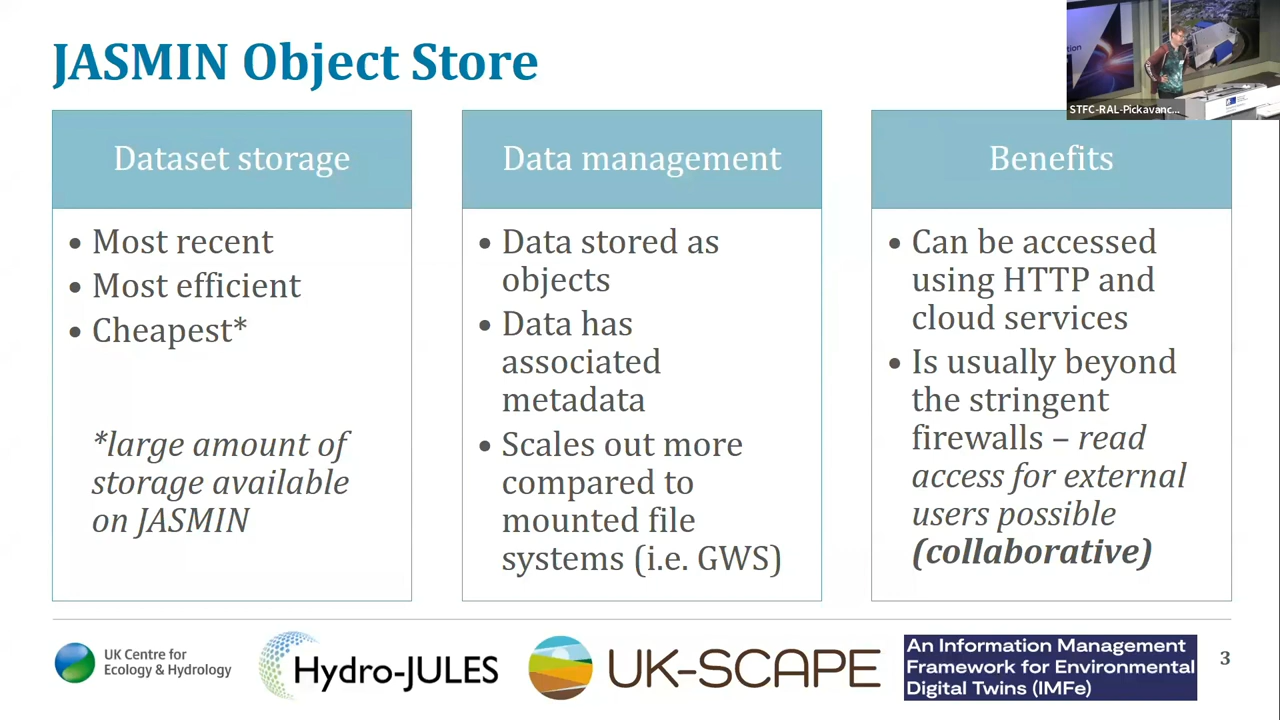 JASMIN Object Store
STFC-RAL-Pickavanc...
Dataset storage
• Most recent
• Most efficient
• Cheapest*
*large amount of
storage available
on JASMIN
Data management
• Data stored as
objects
• Data has
associated
metadata
• Scales out more
compared to
mounted file
systems (i.e. GWS)
Benefits
• Can be accessed
using HTTP and
cloud services
• Is usually beyond
the stringent
firewalls – read
access for external
users possible
(collaborative)
UK Centre for
Ecology & Hydrology
Hydro-JULES
UK-SCAPE
An Information Management
Framework for Environmental
Digital Twins (IMFe)
3